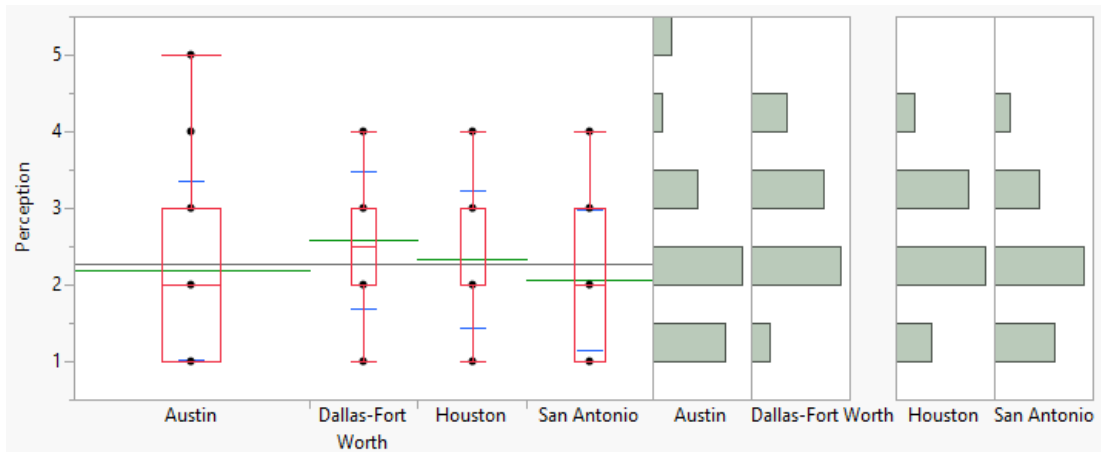 5
4
3
2
1
Perception
Austin
Dallas-Fort
Worth
Houston
San Antonio
Austin
Dallas-Fort Worth
Houston
San Antonio